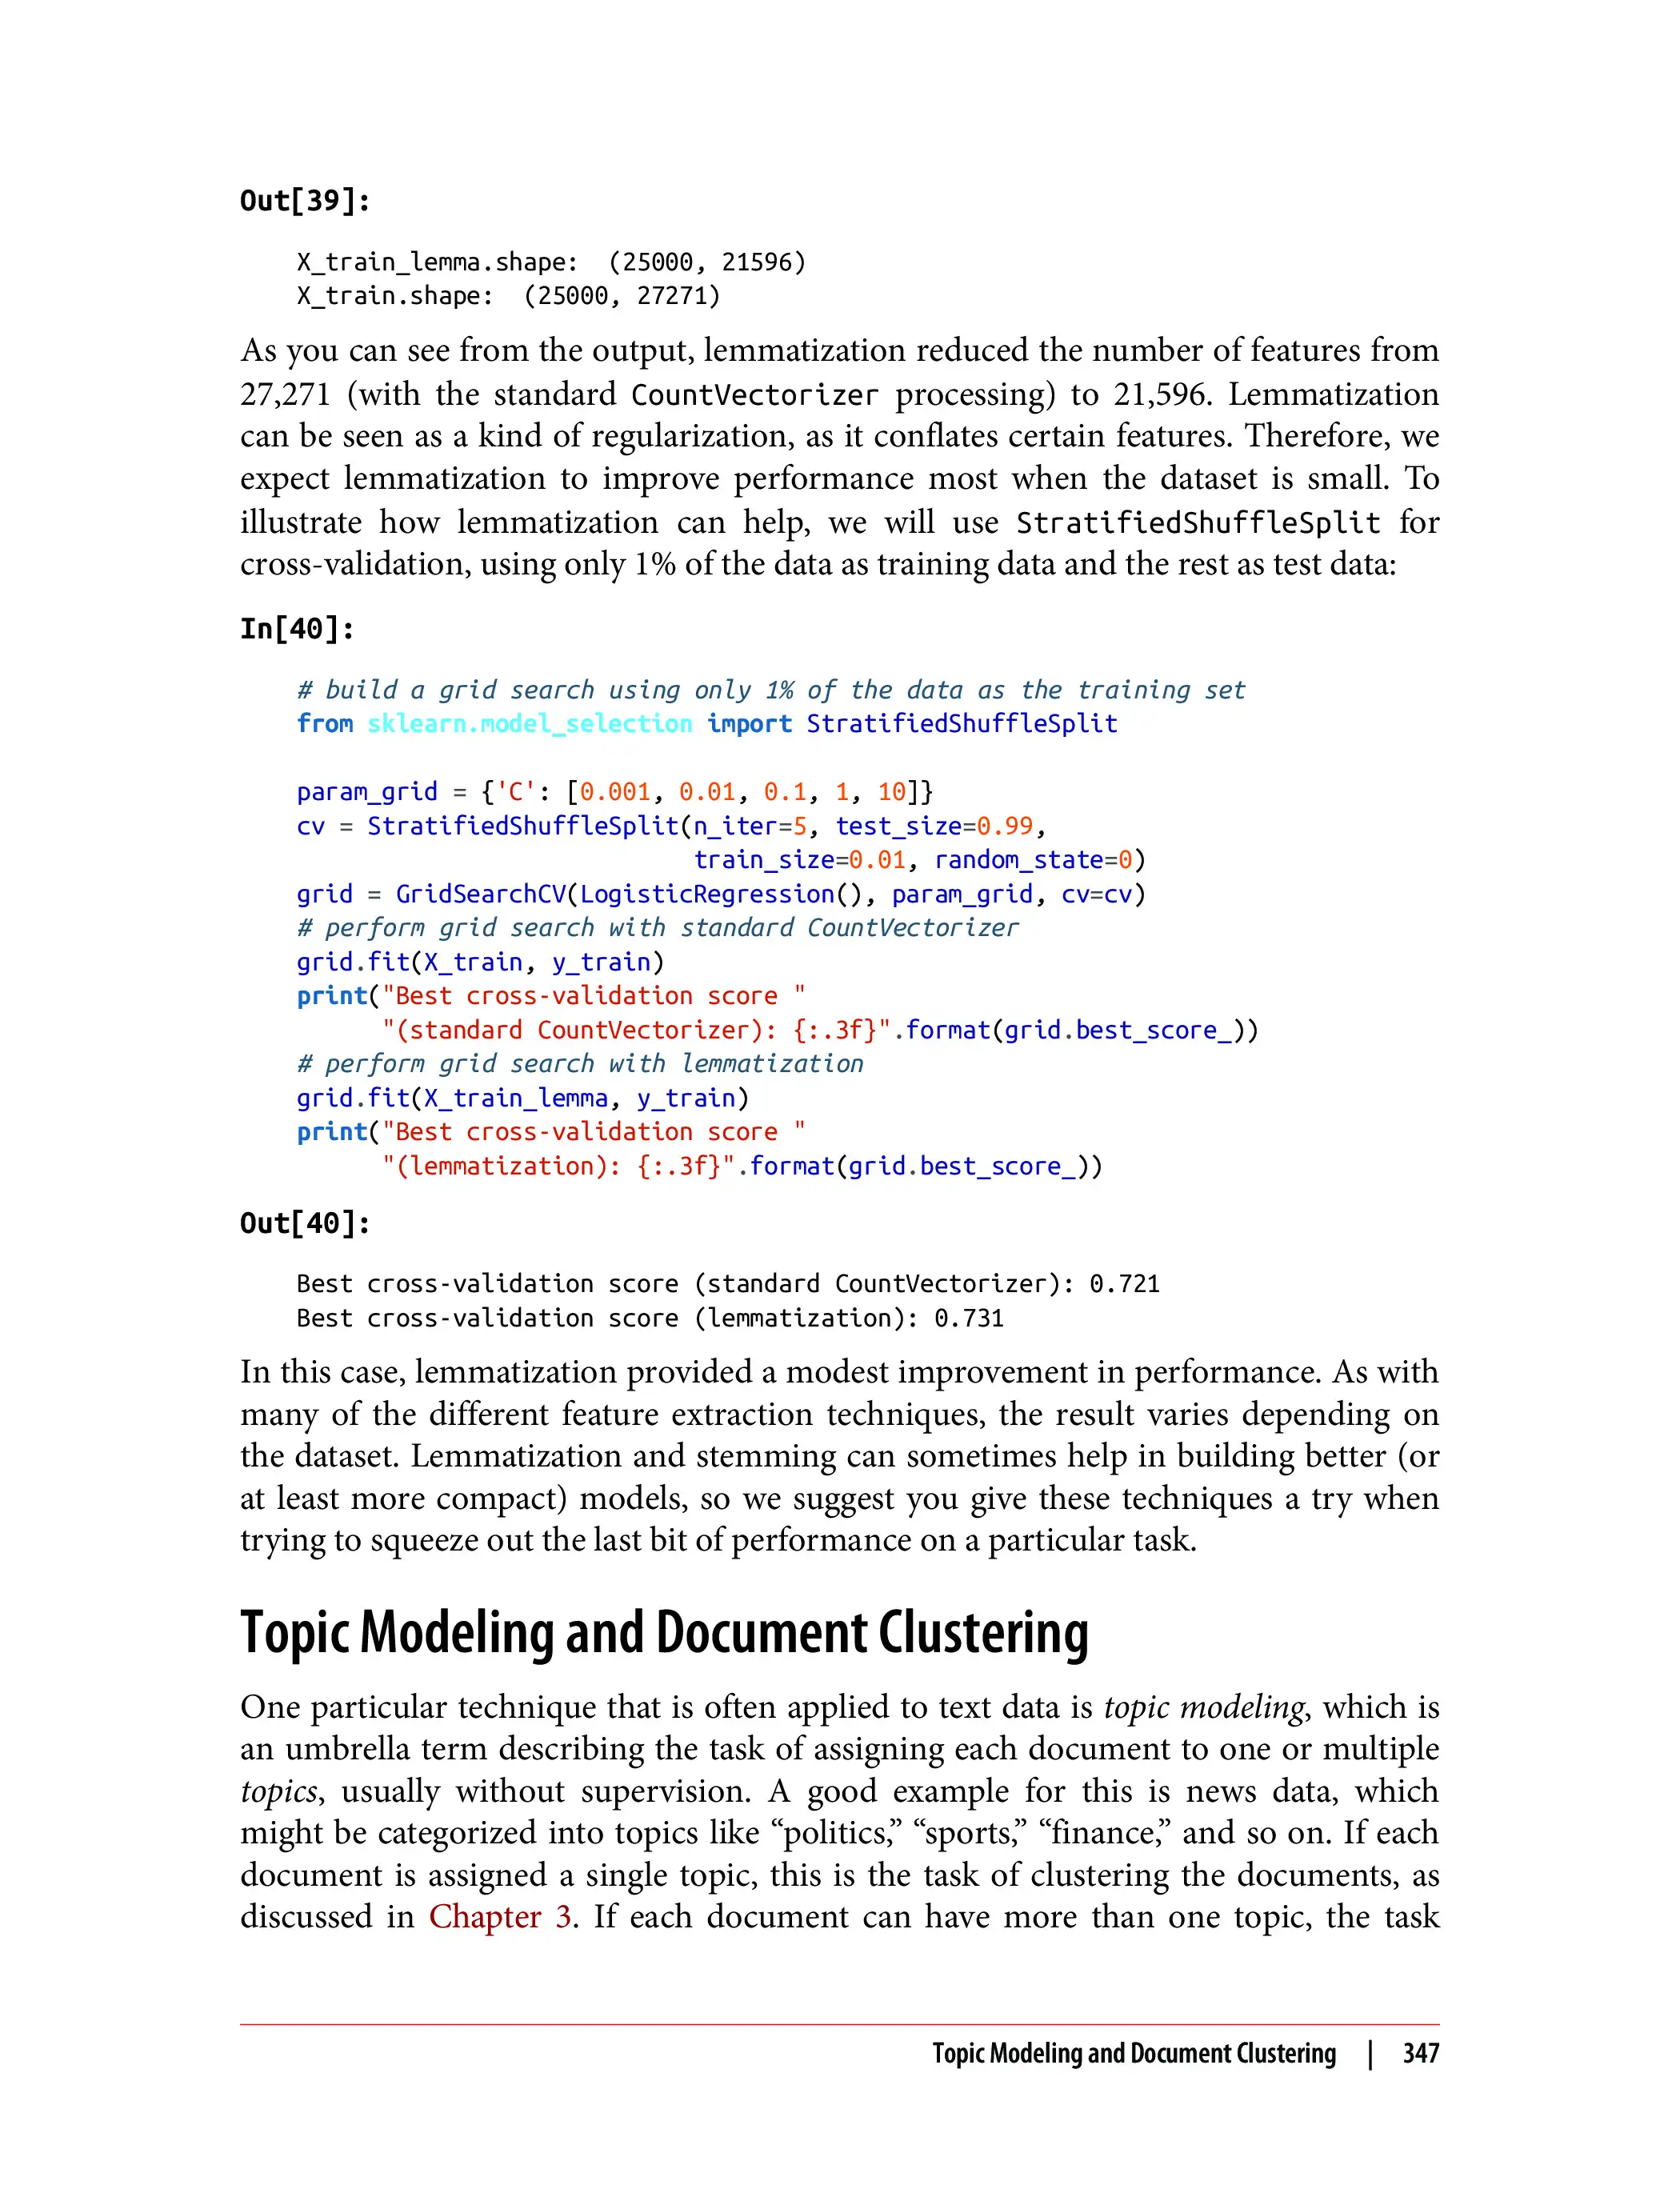 Out[39]:
X_train_lemma.shape:  (25000, 21596)
X_train.shape:  (25000, 27271)
As you can see from the output, lemmatization reduced the number of features from
27,271 (with the standard CountVectorizer processing) to 21,596. Lemmatization
can be seen as a kind of regularization, as it conflates certain features. Therefore, we
expect lemmatization to improve performance most when the dataset is small. To
illustrate how lemmatization can help, we will use StratifiedShuffleSplit for
cross-validation, using only 1% of the data as training data and the rest as test data:
In[40]:
# build a grid search using only 1% of the data as the training set
from sklearn.model_selection import StratifiedShuffleSplit
param_grid = {'C': [0.001, 0.01, 0.1, 1, 10]}
cv = StratifiedShuffleSplit(n_iter=5, test_size=0.99,
                            train_size=0.01, random_state=0)
grid = GridSearchCV(LogisticRegression(), param_grid, cv=cv)
# perform grid search with standard CountVectorizer
grid.fit(X_train, y_train)
print("Best cross-validation score "
      "(standard CountVectorizer): {:.3f}".format(grid.best_score_))
# perform grid search with lemmatization
grid.fit(X_train_lemma, y_train)
print("Best cross-validation score "
      "(lemmatization): {:.3f}".format(grid.best_score_))
Out[40]:
Best cross-validation score (standard CountVectorizer): 0.721
Best cross-validation score (lemmatization): 0.731
In this case, lemmatization provided a modest improvement in performance. As with
many of the different feature extraction techniques, the result varies depending on
the dataset. Lemmatization and stemming can sometimes help in building better (or
at least more compact) models, so we suggest you give these techniques a try when
trying to squeeze out the last bit of performance on a particular task.
Topic Modeling and Document Clustering
One particular technique that is often applied to text data is topic modeling, which is
an umbrella term describing the task of assigning each document to one or multiple
topics, usually without supervision. A good example for this is news data, which
might be categorized into topics like “politics,” “sports,” “finance,” and so on. If each
document is assigned a single topic, this is the task of clustering the documents, as
discussed in Chapter 3. If each document can have more than one topic, the task
Topic Modeling and Document Clustering | 347